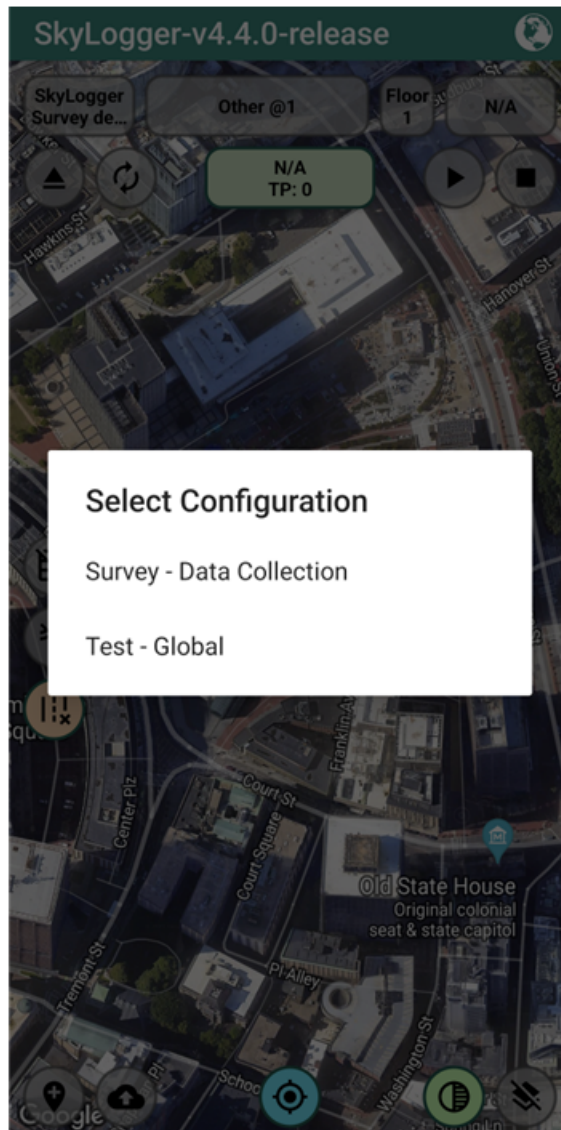 SkyLogger-v4.4.0-release
SkyLogger
Survey de...
Other @1
Floor
1
N/A
N/A
TP: 0
Hawkins St
Hanover St
Union St
Select Configuration
Survey - Data Collection
Test - Global
Franklin Av
Court St
Center Plz
Court Square
Old State House
Original colonial
seat & state capitol
Pi Alley
Tremont St
Washington St
Schoo
Google